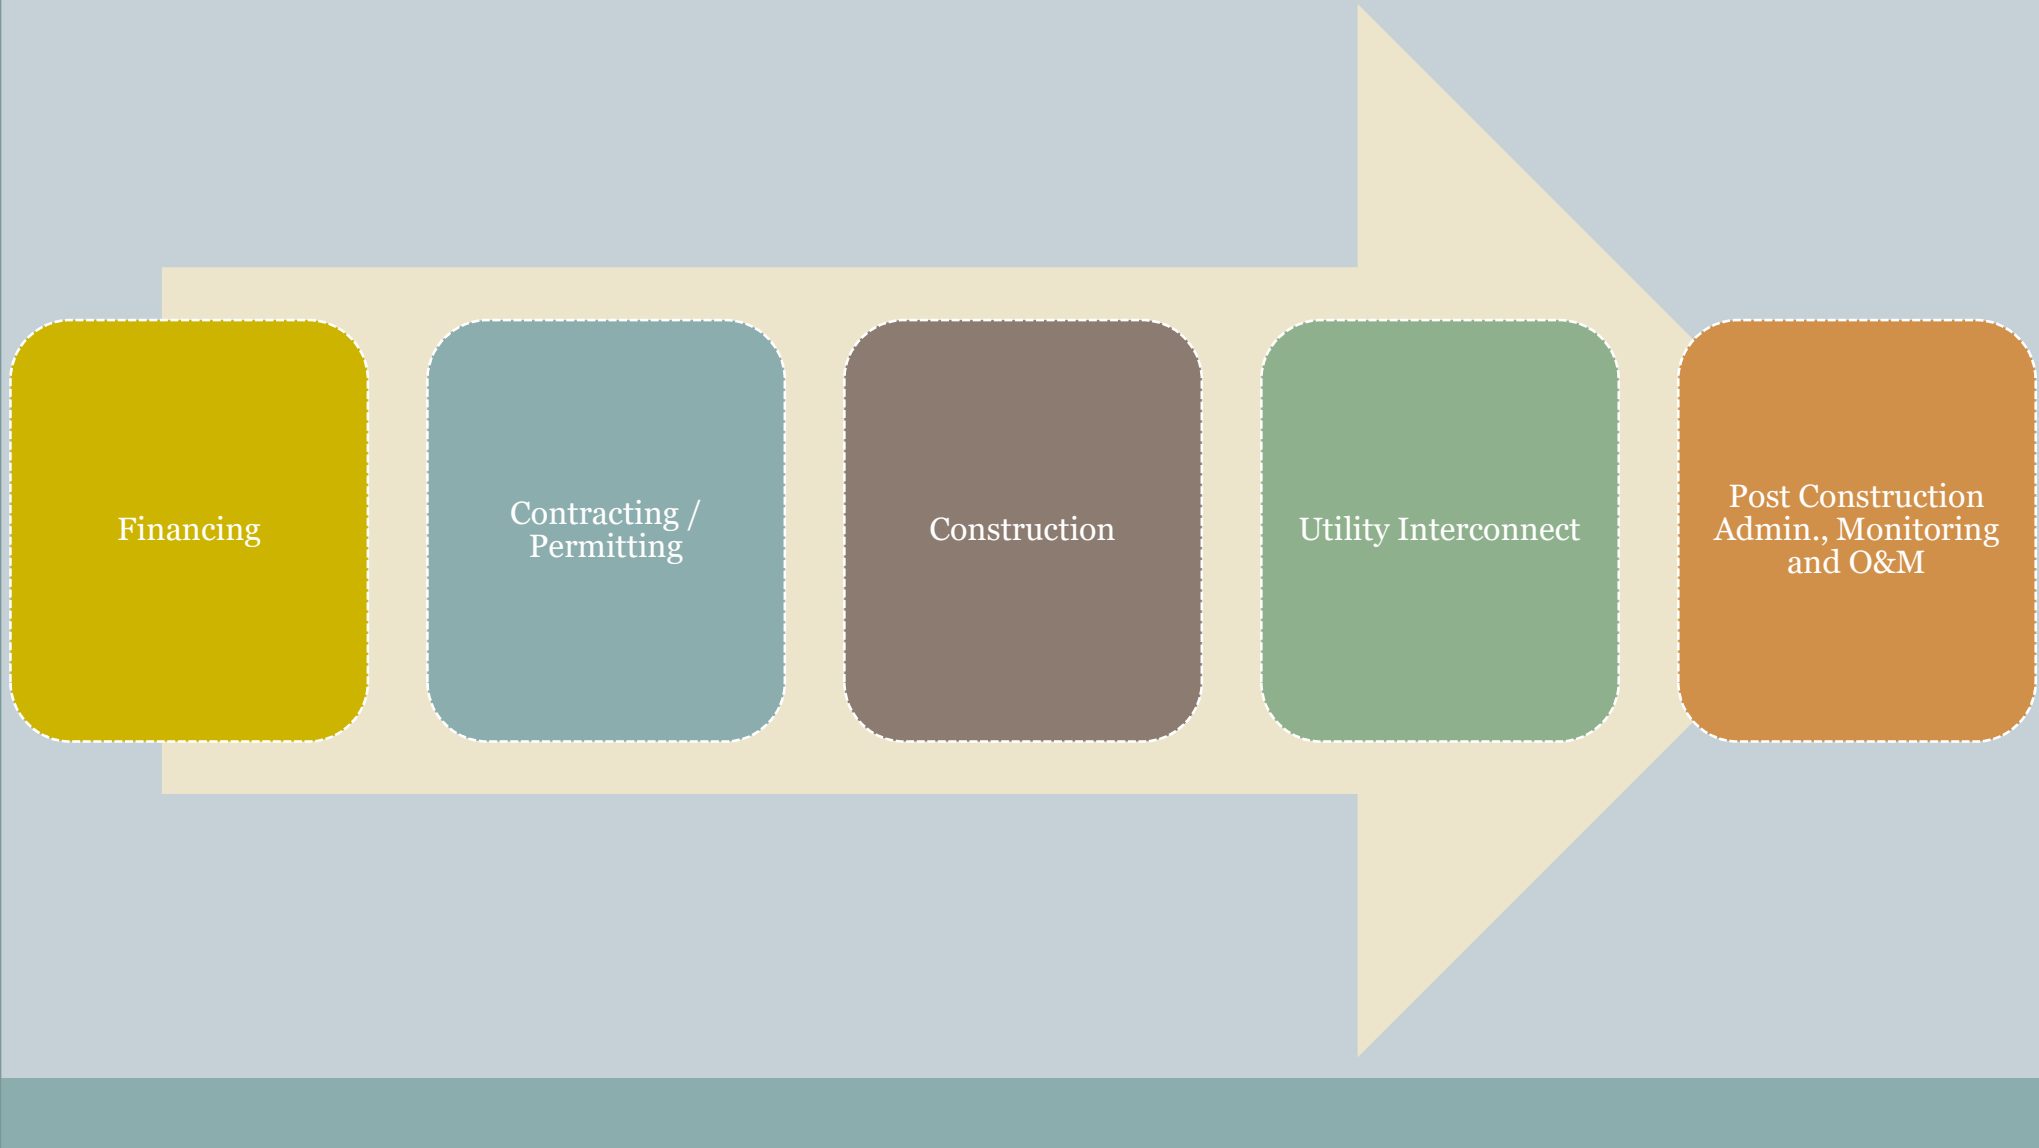 Financing
Contracting /
Permitting
Construction
Utility Interconnect
Post Construction
Admin., Monitoring
and O&M